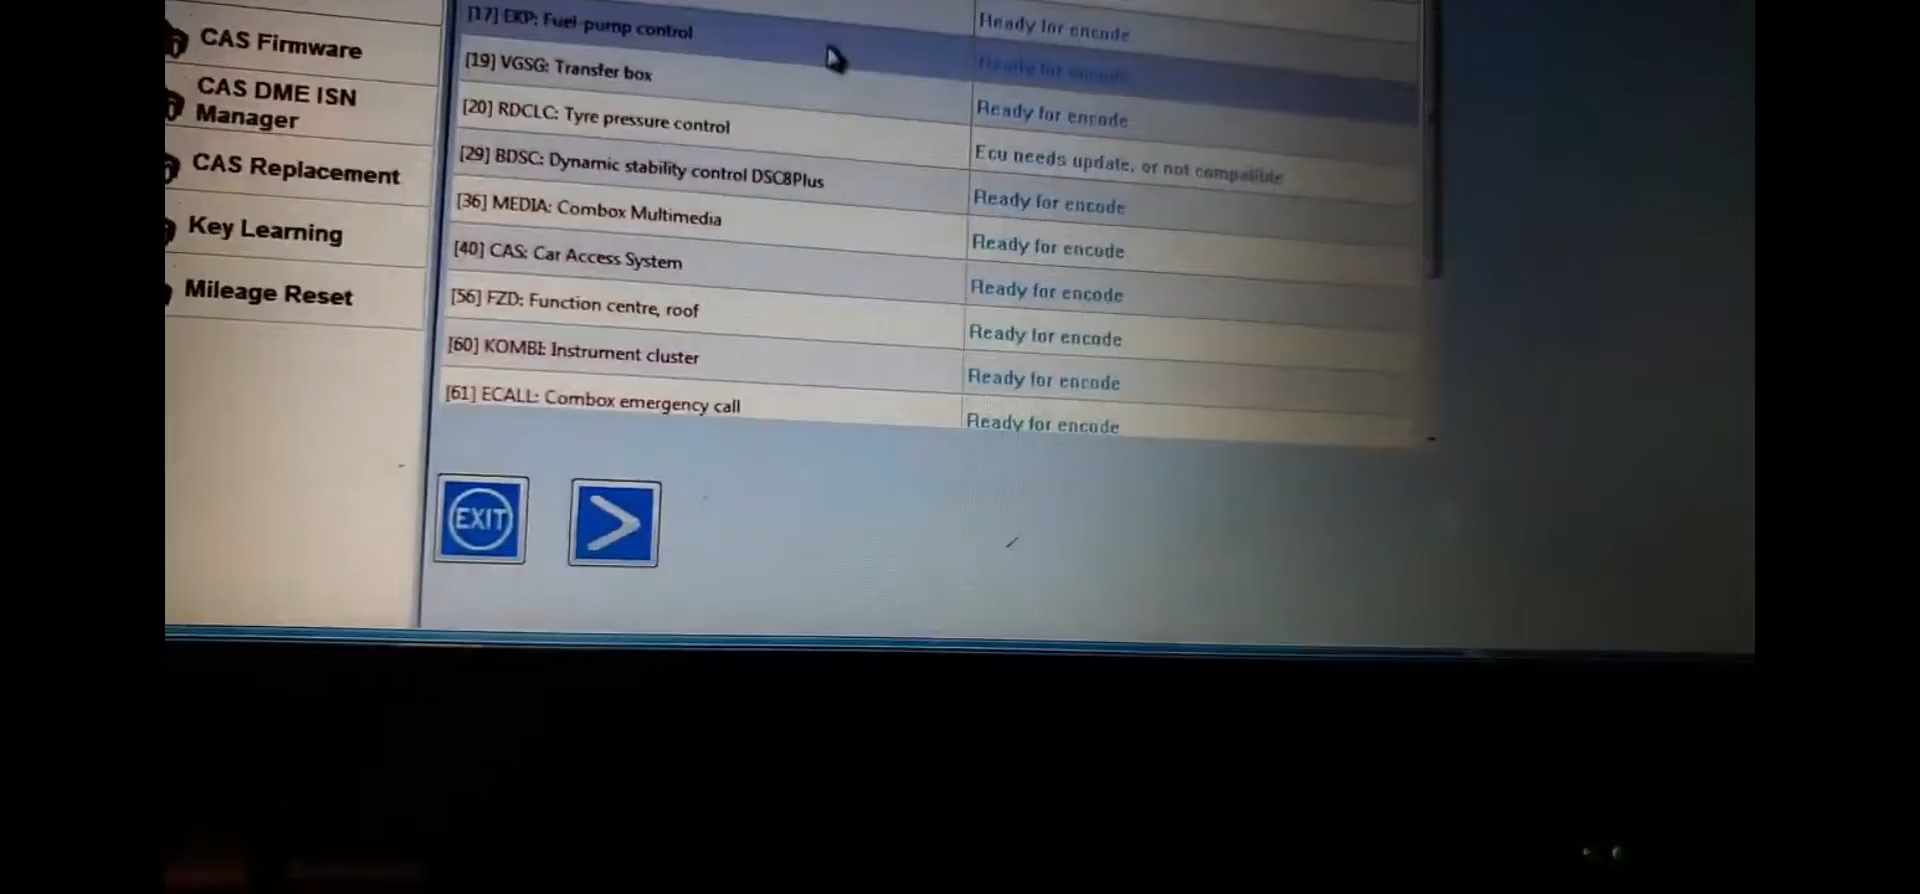 CAS Firmware
CAS DME ISN
Manager
CAS Replacement
Key Learning
Mileage Reset
[17] EKP: Fuel-pump control
Ready for encode
[19] VGSG: Transfer box
Ready for encode
[20] RDCLC: Tyre pressure control
Ready for encode
[29] BDSC: Dynamic stability control DSC8Plus
Ecu needs update, or not compatible
[36] MEDIA: Combox Multimedia
Ready for encode
[40] CAS: Car Access System
Ready for encode
[56] FZD: Function centre, roof
Ready for encode
[60] KOMBI: Instrument cluster
Ready for encode
[61] ECALL: Combox emergency call
Ready for encode
Ready for encode
EXIT